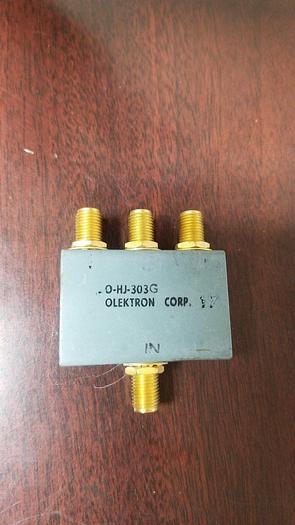 O-HJ-303G
OLEKTRON CORP.
IN